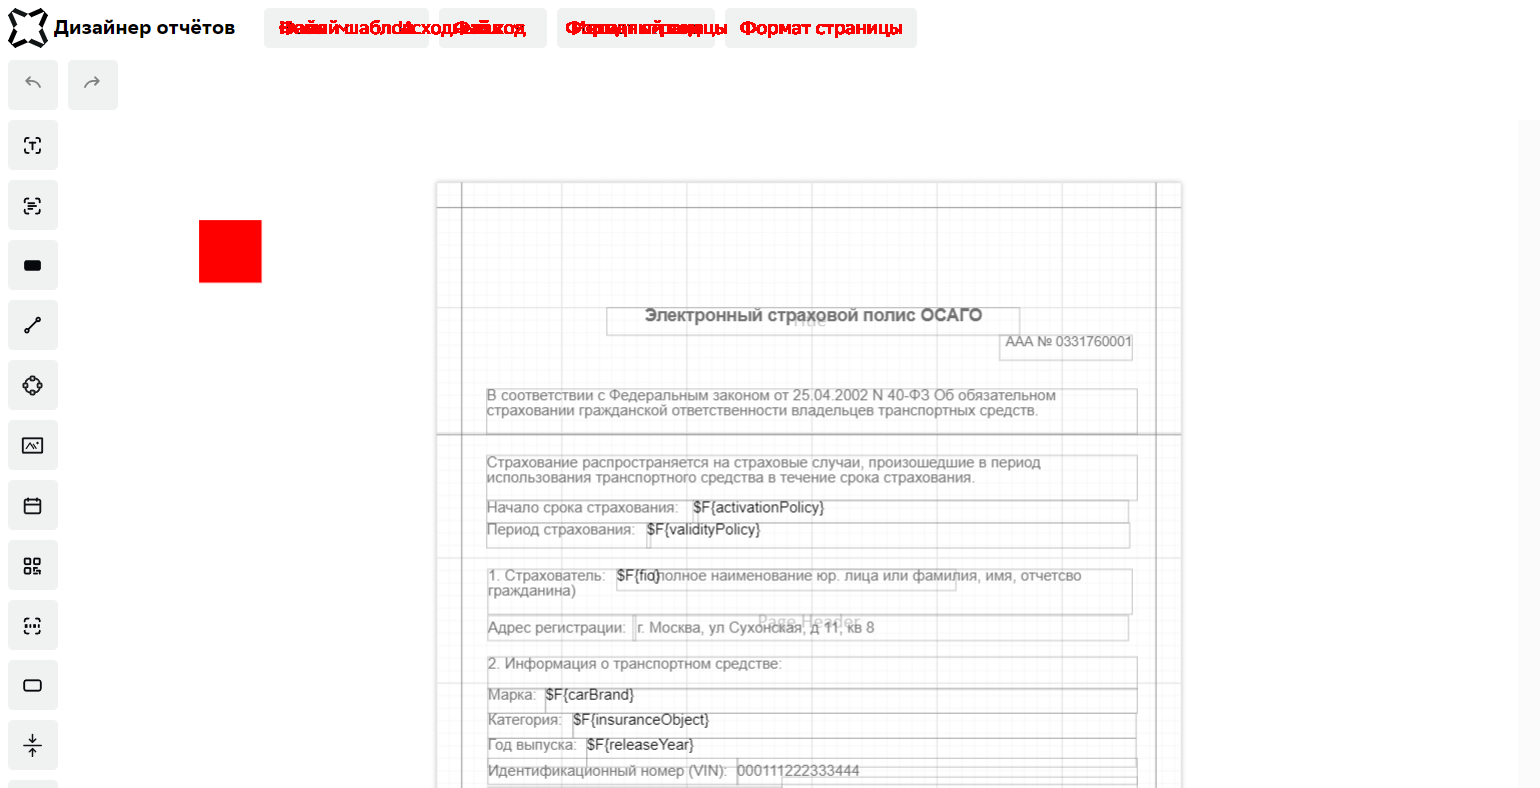 Дизайнер отчётов
Формат страницы
Электронный страховой полис ОСАГО
Title
ААА № 0331760001
В соответствии с Федеральным законом от 25.04.2002 N 40-ФЗ Об обязательном
страховании гражданской ответственности владельцев транспортных средств.
Страхование распространяется на страховые случаи, произошедшие в период
использования транспортного средства в течение срока страхования.
Начало срока страхования: $F{activationPolicy}
Период страхования: $F{validityPolicy}
1. Страхователь: $F{fio} полное наименование юр. лица или фамилия, имя, отчетсво
гражданина)
Page Header
Адрес регистрации: г. Москва, ул Сухонская, д 11, кв 8
2. Информация о транспортном средстве:
Марка: $F{carBrand}
Категория: $F{insuranceObject}
Год выпуска: $F{releaseYear}
Идентификационный номер (VIN): 000111222333444